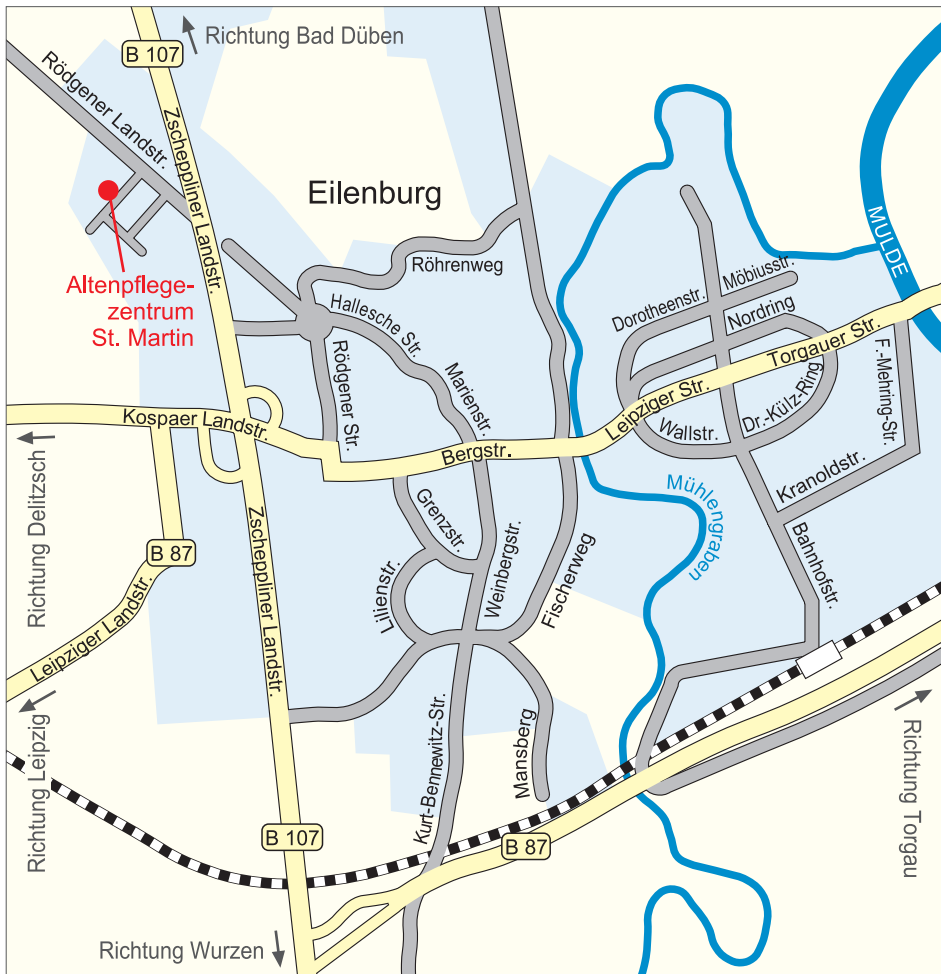 Richtung Bad Düben
B 107
Rödgener Landstr.
Zscheppliner Landstr.
Eilenburg
MULDE
Röhrenweg
Altenpflege-
zentrum
St. Martin
Hallesche Str.
Dorotheenstr.
Möbiusstr.
Nordring
Torgauer Str.
F.-Mehring-Str.
Rödgener Str.
Marienstr.
Leipziger Str.
Dr.-Külz-Ring
Kospaer Landstr.
Bergstr.
Wallstr.
Richtung Delitzsch
Kranoldstr.
Mühlengraben
Grenzstr.
Zscheppliner Landstr.
Bahnhofstr.
B 87
Weinbergstr.
Fischerweg
Lilienstr.
Leipziger Landstr.
Richtung Leipzig
Kurt-Bennewitz-Str.
Mansberg
Richtung Torgau
B 107
B 87
Richtung Wurzen